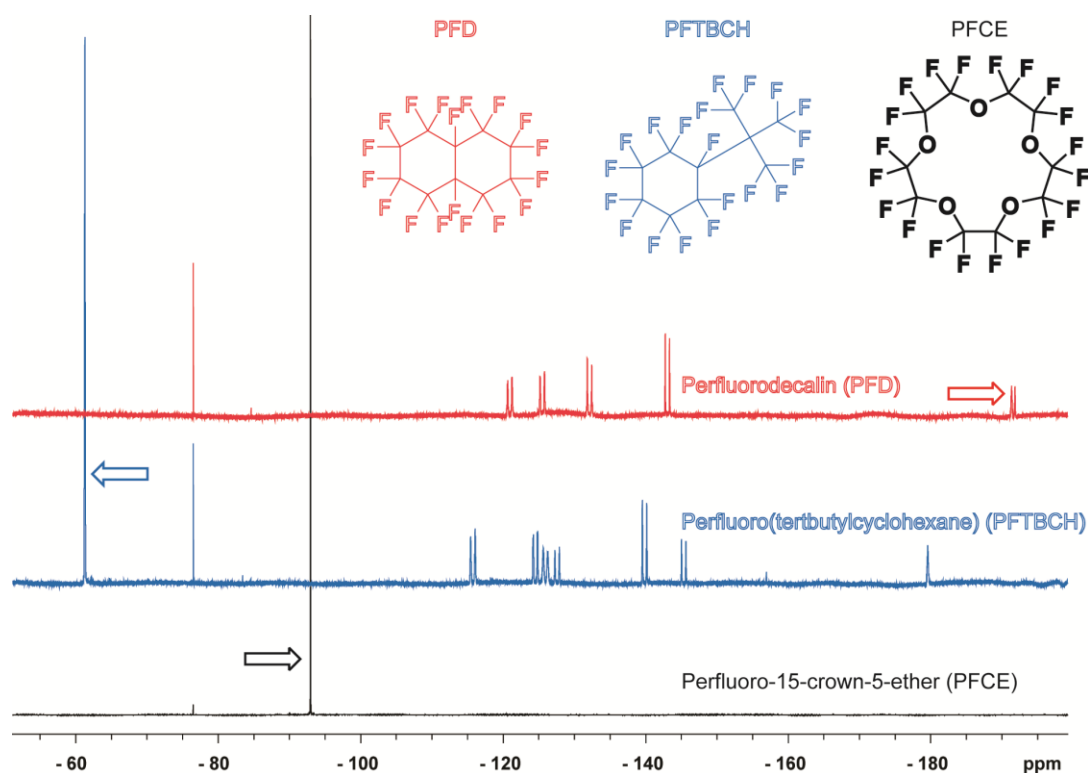 PFD
F F F F F
F F
F F
F F
F F
F F F F F
PFTBCH
F F F
F F
F F F
F F
F F
F F F F
F F
F F
F F
PFCE
F F F F
F F
F F
O
O O
F F
F F
O O
F F
F F
F F
F F
Perfluorodecalin (PFD)
Perfluoro(tertbutylcyclohexane) (PFTBCH)
Perfluoro-15-crown-5-ether (PFCE)
- 60 - 80 - 100 - 120 - 140 - 160 - 180 ppm